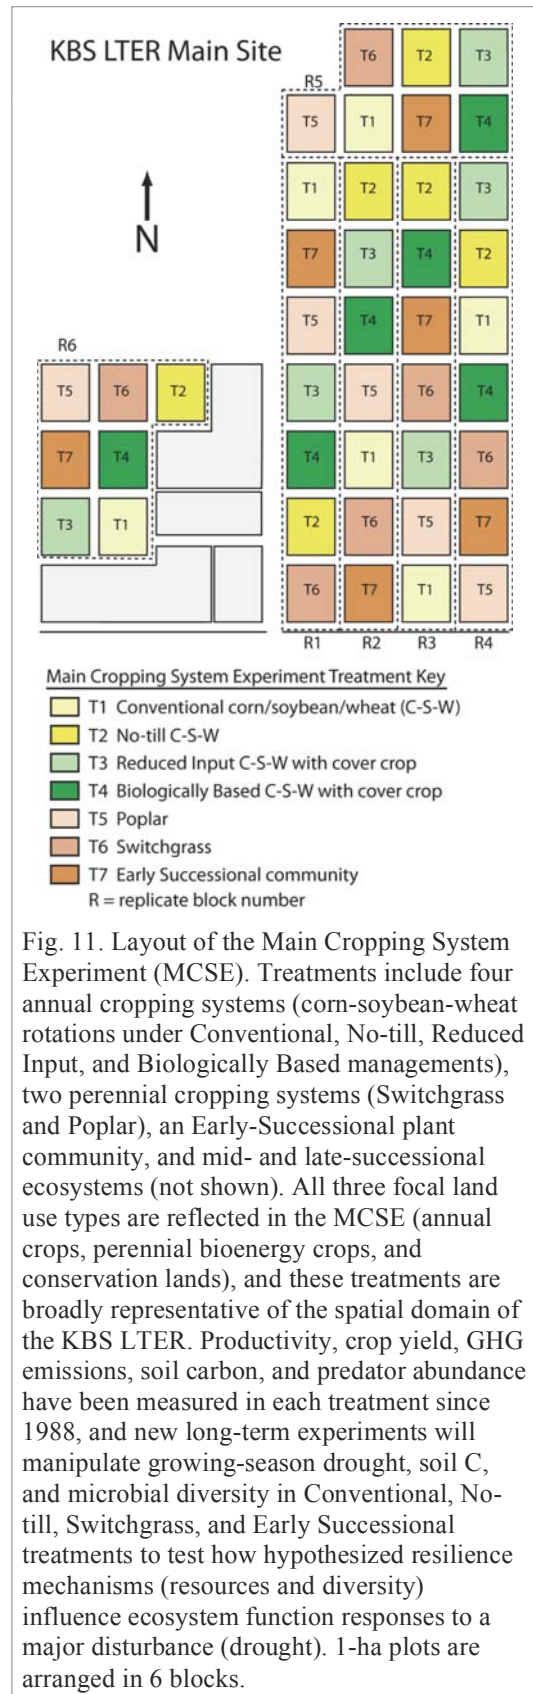 KBS LTER Main Site
T6 T2 T3
R5
T5 T1 T7 T4
T1 T2 T2 T3
N
T7 T3 T4 T2
T5 T4 T7 T1
R6
T5 T6 T2 T3 T5 T6 T4
T7 T4 T4 T1 T3 T6
T3 T1 T2 T6 T5 T7
T6 T7 T1 T5
R1 R2 R3 R4
Main Cropping System Experiment Treatment Key
T1 Conventional corn/soybean/wheat (C-S-W)
T2 No-till C-S-W
T3 Reduced Input C-S-W with cover crop
T4 Biologically Based C-S-W with cover crop
T5 Poplar
T6 Switchgrass
T7 Early Successional community
R = replicate block number
Fig. 11. Layout of the Main Cropping System
Experiment (MCSE). Treatments include four
annual cropping systems (corn-soybean-wheat
rotations under Conventional, No-till, Reduced
Input, and Biologically Based managements),
two perennial cropping systems (Switchgrass
and Poplar), an Early-Successional plant
community, and mid- and late-successional
ecosystems (not shown). All three focal land
use types are reflected in the MCSE (annual
crops, perennial bioenergy crops, and
conservation lands), and these treatments are
broadly representative of the spatial domain of
the KBS LTER. Productivity, crop yield, GHG
emissions, soil carbon, and predator abundance
have been measured in each treatment since
1988, and new long-term experiments will
manipulate growing-season drought, soil C,
and microbial diversity in Conventional, No-
till, Switchgrass, and Early Successional
treatments to test how hypothesized resilience
mechanisms (resources and diversity)
influence ecosystem function responses to a
major disturbance (drought). 1-ha plots are
arranged in 6 blocks.